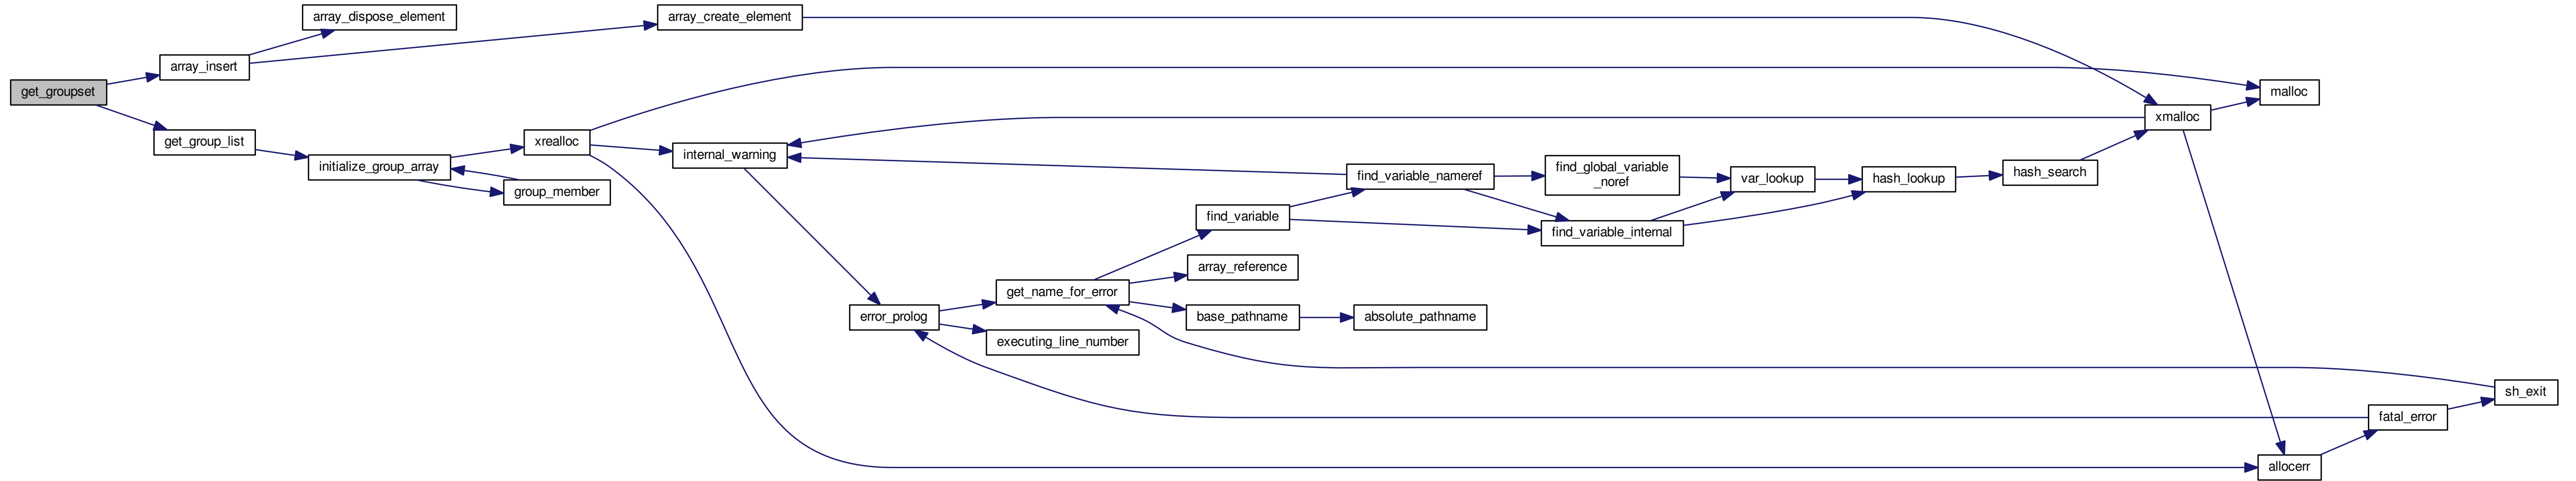 array_dispose_element
array_create_element
array_insert
get_groupset
malloc
xmalloc
get_group_list
xrealloc
internal_warning
initialize_group_array
group_member
find_variable_nameref
find_global_variable
_noref
var_lookup
hash_lookup
hash_search
find_variable
find_variable_internal
array_reference
get_name_for_error
error_prolog
base_pathname
absolute_pathname
executing_line_number
sh_exit
fatal_error
allocerr